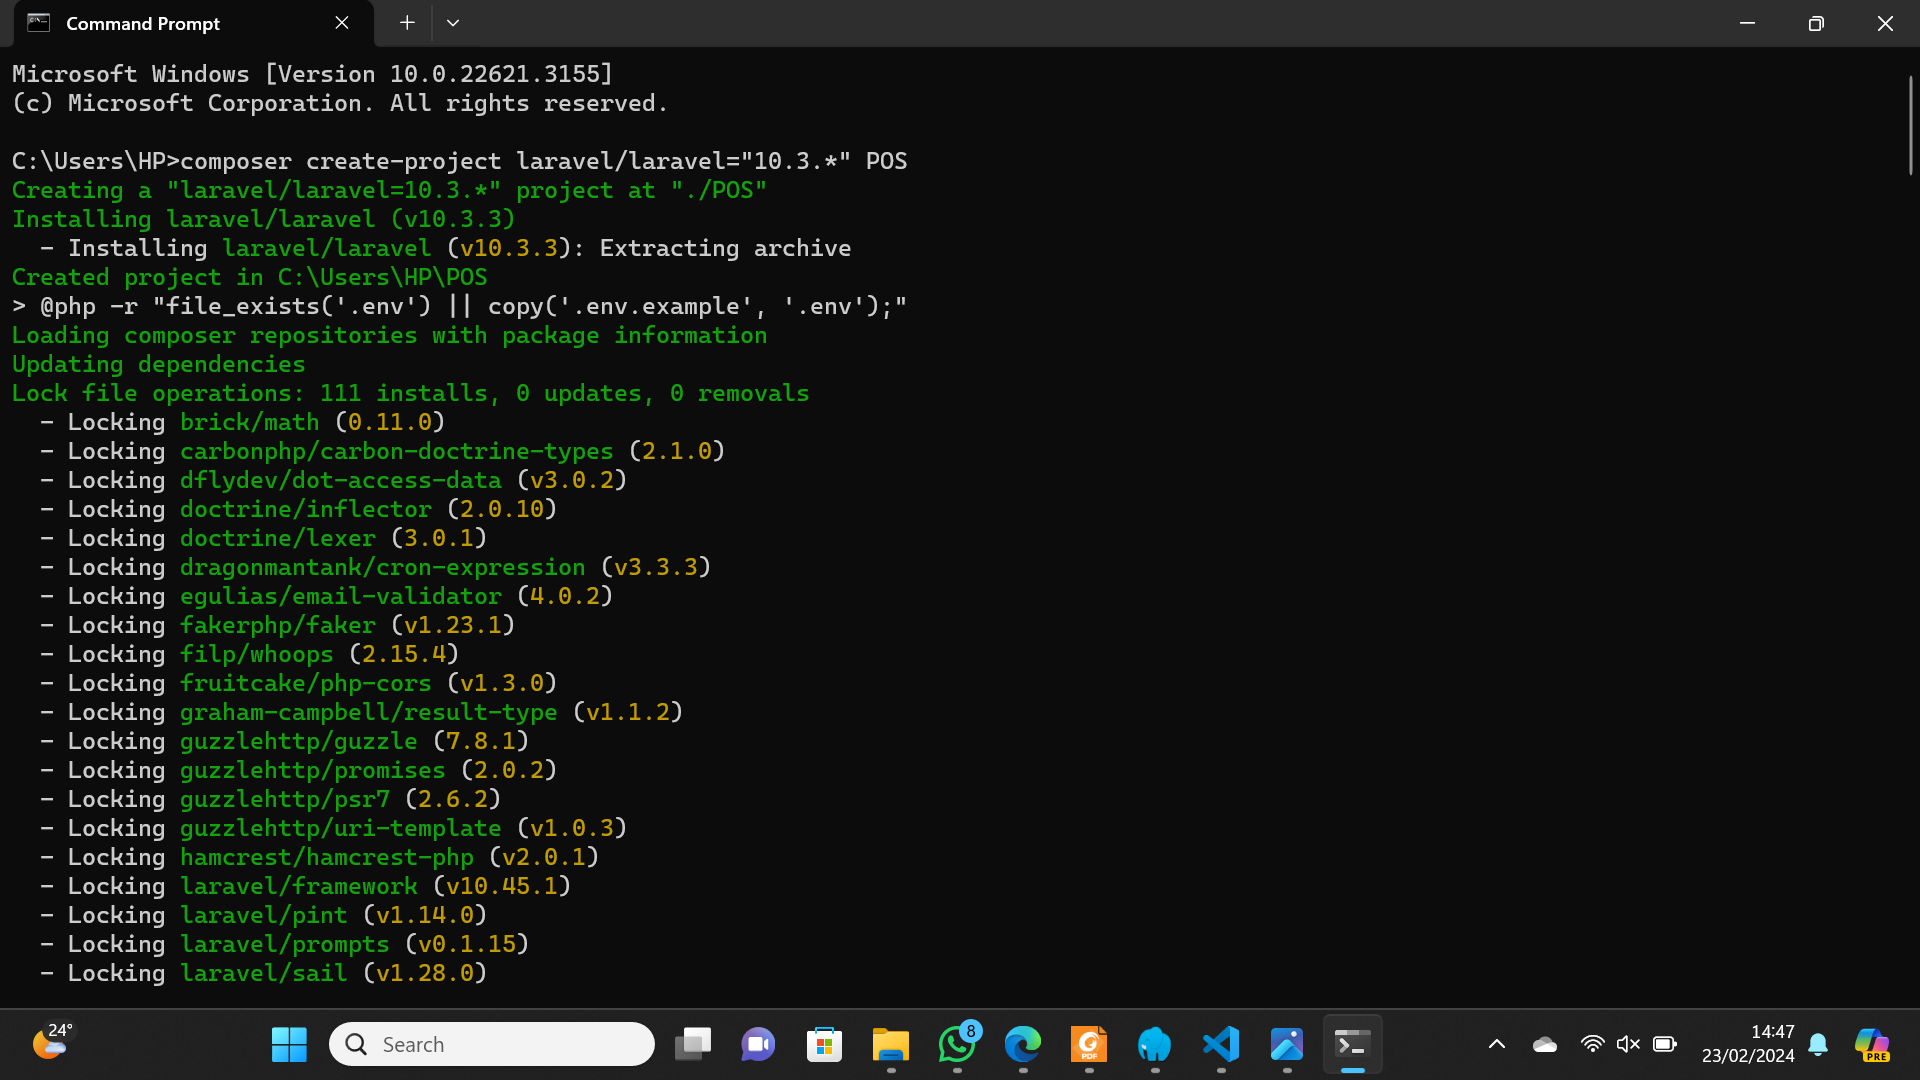 Command Prompt
Microsoft Windows [Version 10.0.22621.3155]
(c) Microsoft Corporation. All rights reserved.
C:\Users\HP>composer create-project laravel/laravel="10.3.*" POS
Creating a "laravel/laravel=10.3.*" project at "./POS"
Installing laravel/laravel (v10.3.3)
  - Installing laravel/laravel (v10.3.3): Extracting archive
Created project in C:\Users\HP\POS
> @php -r "file_exists('.env') || copy('.env.example', '.env');"
Loading composer repositories with package information
Updating dependencies
Lock file operations: 111 installs, 0 updates, 0 removals
  - Locking brick/math (0.11.0)
  - Locking carbonphp/carbon-doctrine-types (2.1.0)
  - Locking dflydev/dot-access-data (v3.0.2)
  - Locking doctrine/inflector (2.0.10)
  - Locking doctrine/lexer (3.0.1)
  - Locking dragonmantank/cron-expression (v3.3.3)
  - Locking egulias/email-validator (4.0.2)
  - Locking fakerphp/faker (v1.23.1)
  - Locking filp/whoops (2.15.4)
  - Locking fruitcake/php-cors (v1.3.0)
  - Locking graham-campbell/result-type (v1.1.2)
  - Locking guzzlehttp/guzzle (7.8.1)
  - Locking guzzlehttp/promises (2.0.2)
  - Locking guzzlehttp/psr7 (2.6.2)
  - Locking guzzlehttp/uri-template (v1.0.3)
  - Locking hamcrest/hamcrest-php (v2.0.1)
  - Locking laravel/framework (v10.45.1)
  - Locking laravel/pint (v1.14.0)
  - Locking laravel/prompts (v0.1.15)
  - Locking laravel/sail (v1.28.0)
24°
Search
8
PDF
14:47
23/02/2024
PRE